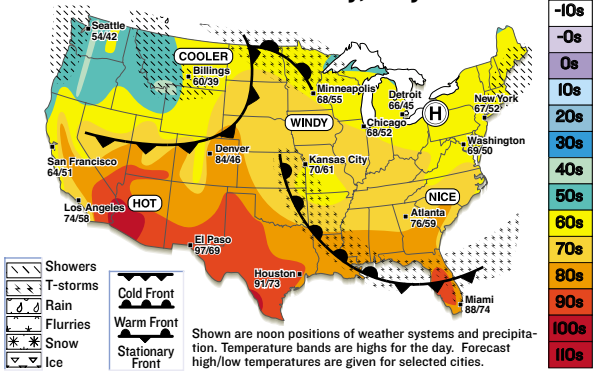 Seattle
54/42
COOLER
Billings
60/39
Minneapolis
68/55
Detroit
66/45
H
New York
67/52
WINDY
Chicago
68/52
Washington
69/50
Denver
84/46
Kansas City
70/61
San Francisco
64/51
NICE
HOT
Los Angeles
74/58
Atlanta
76/59
El Paso
97/69
Houston
91/73
Miami
88/74
Showers
T-storms
Rain
Flurries
Snow
Ice
Cold Front
Warm Front
Stationary
Front
Shown are noon positions of weather systems and precipita-
tion. Temperature bands are highs for the day. Forecast
high/low temperatures are given for selected cities.
-10s
-0s
0s
10s
20s
30s
40s
50s
60s
70s
80s
90s
100s
110s